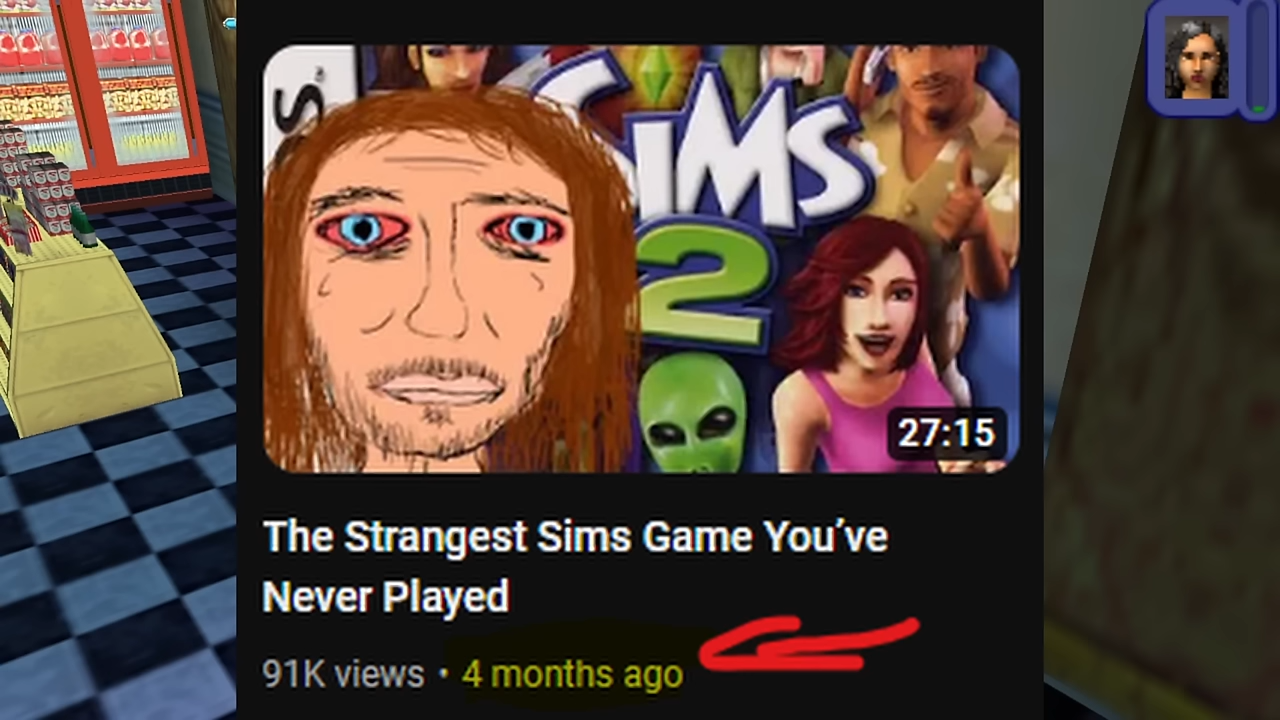 S.
SIMS
2
27:15
The Strangest Sims Game You’ve
Never Played
91K views • 4 months ago